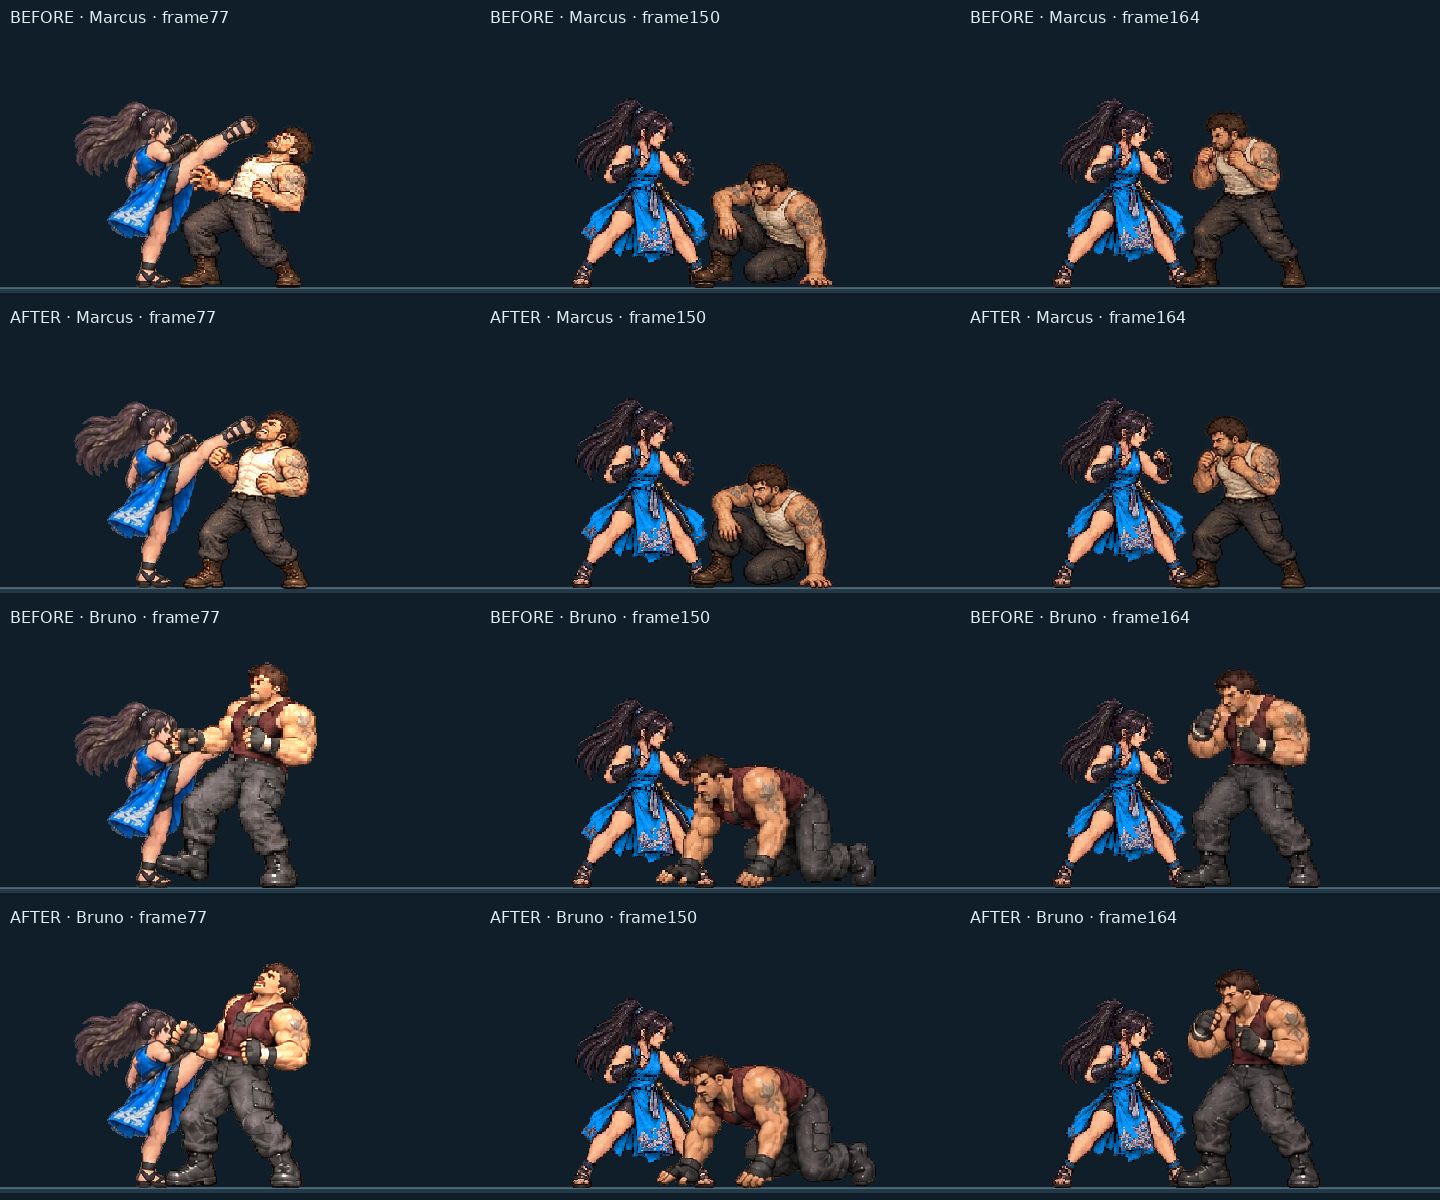 BEFORE · Marcus · frame77
BEFORE · Marcus · frame150
BEFORE · Marcus · frame164
AFTER · Marcus · frame77
AFTER · Marcus · frame150
AFTER · Marcus · frame164
BEFORE · Bruno · frame77
BEFORE · Bruno · frame150
BEFORE · Bruno · frame164
AFTER · Bruno · frame77
AFTER · Bruno · frame150
AFTER · Bruno · frame164